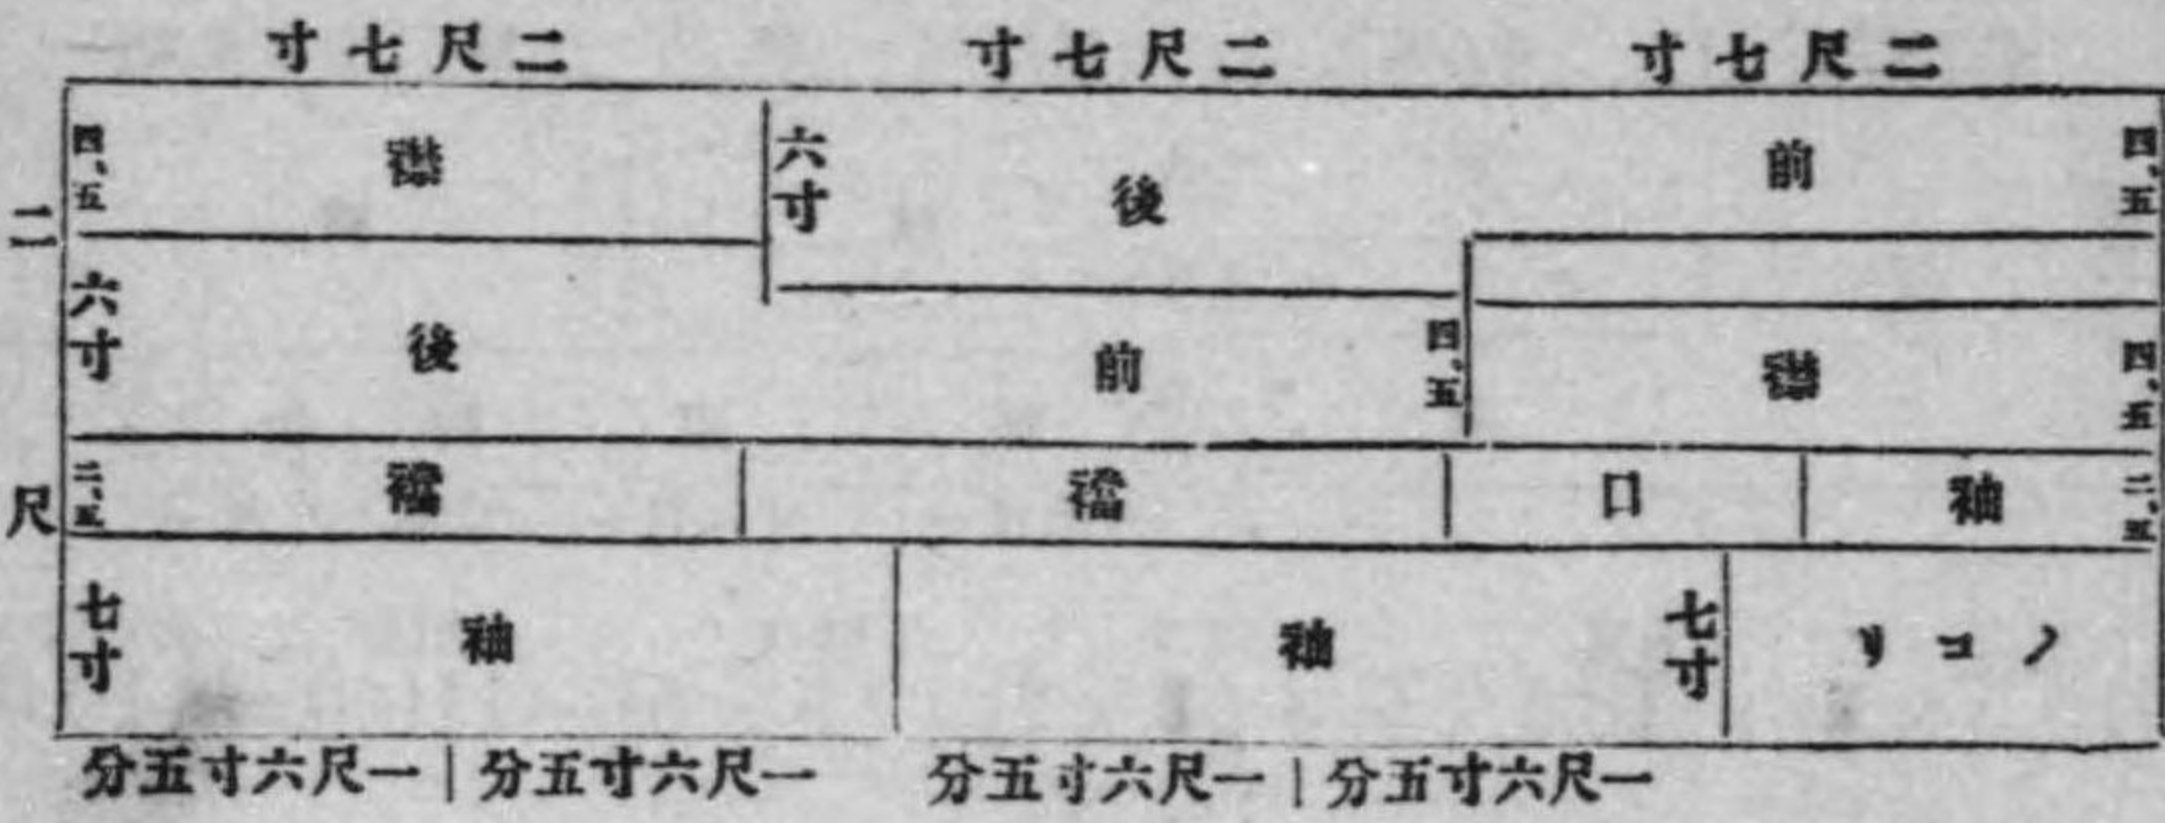 二尺七寸
二尺七寸
二尺七寸
四、五
前
後
六寸
襟
四、五
四、五
襟
四、五
前
後
六寸
二尺
二、五
袖
口
襠
襠
二、五
ノコリ
七寸
袖
袖
七寸
一尺六寸五分|一尺六寸五分
一尺六寸五分|一尺六寸五分